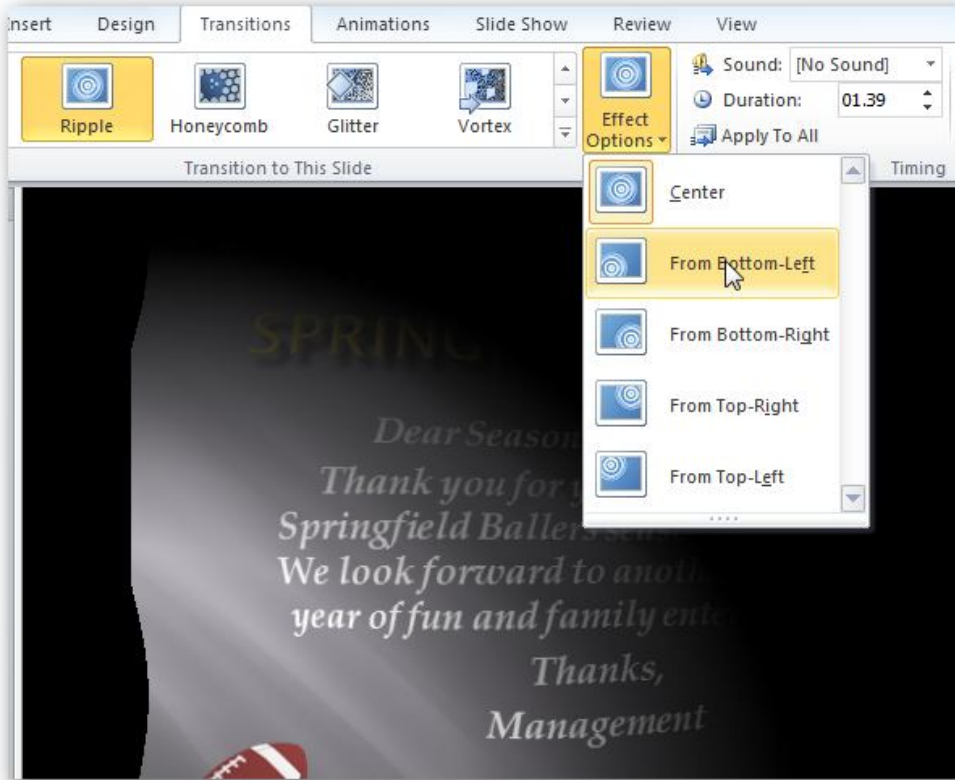 Insert Design Transitions Animations Slide Show Review View
Ripple Honeycomb Glitter Vortex
Effect Options
Sound: [No Sound]
Duration: 01.39
Apply To All
Transition to This Slide
Timing
Center
From Bottom-Left
From Bottom-Right
From Top-Right
From Top-Left
SPRING
Dear Season
Thank you for
Springfield Ballers
We look forward to
year of fun and family
Thanks,
Management